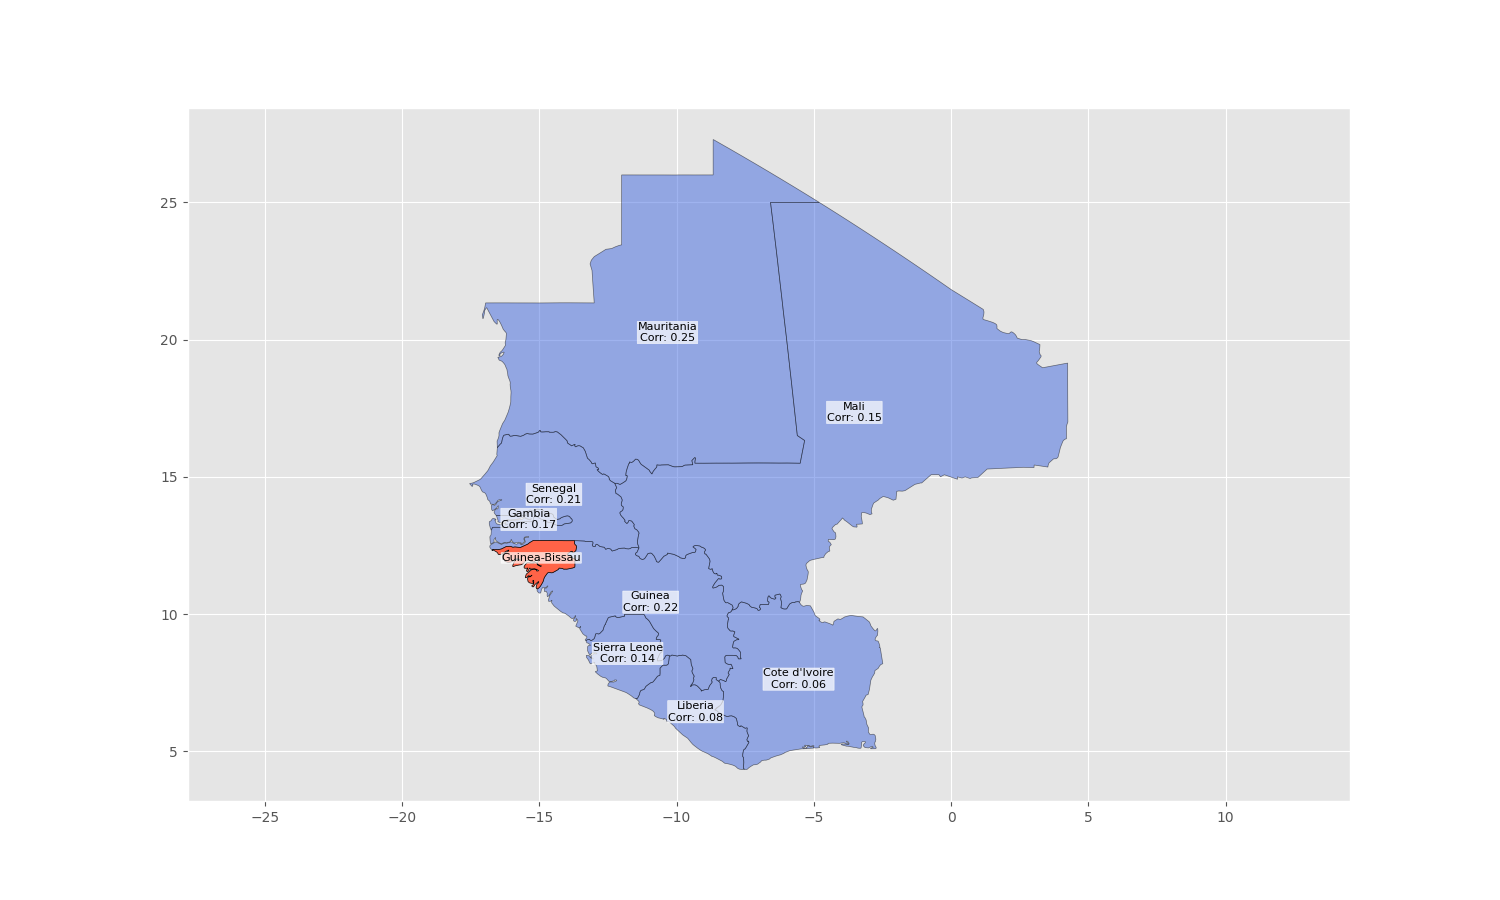 25
20
15
10
5
Mauritania
Corr: 0.25
Mali
Corr: 0.15
Senegal
Corr: 0.21
Gambia
Corr: 0.17
Guinea-Bissau
Guinea
Corr: 0.22
Sierra Leone
Corr: 0.14
Cote d'Ivoire
Corr: 0.06
Liberia
Corr: 0.08
−25 −20 −15 −10 −5 0 5 10